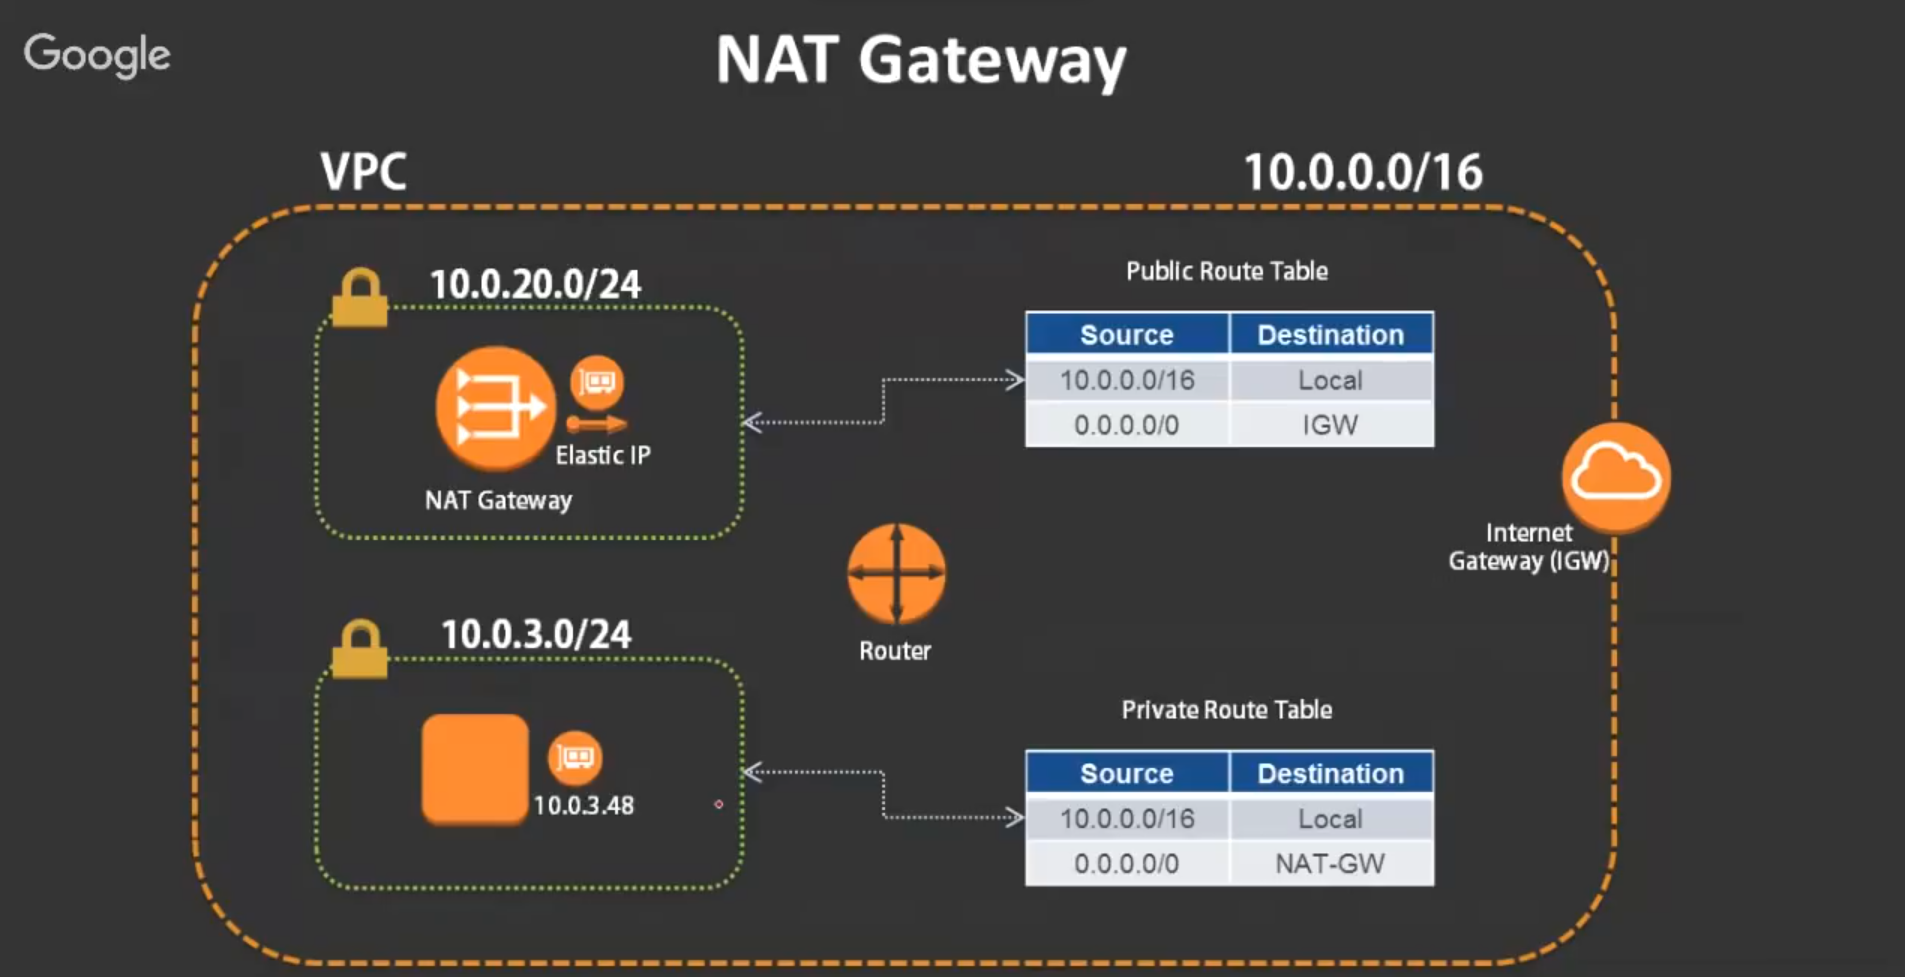 Google
NAT Gateway
VPC
10.0.0.0/16
10.0.20.0/24
Elastic IP
NAT Gateway
Public Route Table
Source Destination
10.0.0.0/16 Local
0.0.0.0/0 IGW
Internet
Gateway (IGW)
Router
10.0.3.0/24
10.0.3.48
Private Route Table
Source Destination
10.0.0.0/16 Local
0.0.0.0/0 NAT-GW